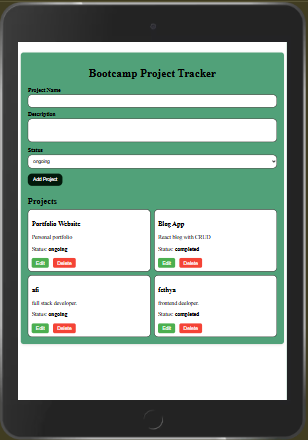 Bootcamp Project Tracker
Project Name
Description
Status
ongoing
Add Project
Projects
Portfolio Website
Personal portfolio
Status: ongoing
Edit Delete
Blog App
React blog with CRUD
Status: completed
Edit Delete
afi
full stack developer.
Status: ongoing
Edit Delete
fethya
frontend deeloper.
Status: completed
Edit Delete